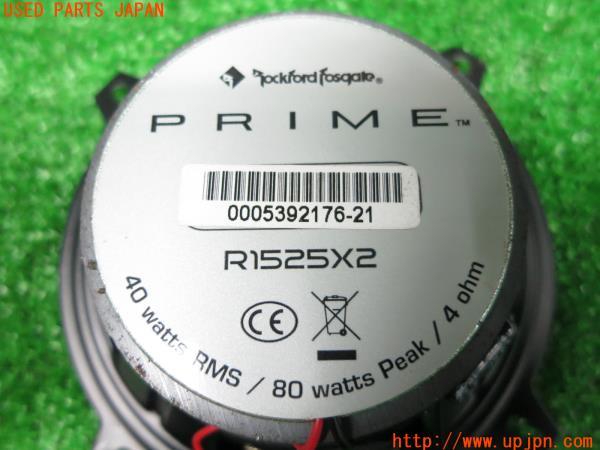 USED PARTS JAPAN
Rockford Fosgate®
PRIME™
0005392176-21
R1525X2
CE
40 watts RMS / 80 watts Peak / 4 ohm
http://www.upjpn.com/